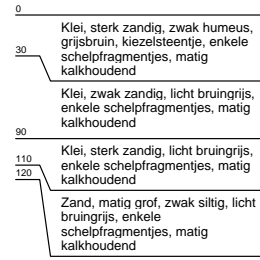 0
Klei, sterk zandig, zwak humeus,
grijsbruin, kiezelsteentje, enkele
schelpfragmentjes, matig
kalkhoudend
30
Klei, zwak zandig, licht bruingrijs,
enkele schelpfragmentjes, matig
kalkhoudend
90
Klei, sterk zandig, licht bruingrijs,
enkele schelpfragmentjes, matig
kalkhoudend
110
120
Zand, matig grof, zwak siltig, licht
bruingrijs, enkele
schelpfragmentjes, matig
kalkhoudend